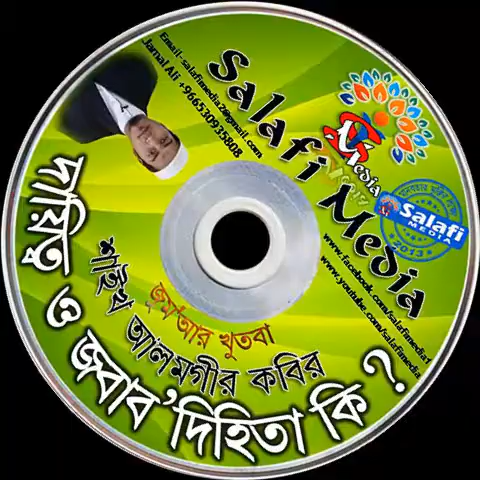 Salafi Media
Email-salafimedia2@gmail.com
Jamal Ali +966530935808
Media
Salafi
MEDIA
2013
www.facebook.com/salafimedia1
www.youtube.com/salafimedia
জুম'আর খুতবা
শাইখ আলমগীর কবির
দায়িত্ব ও জবাব'দিহিতা কি ?